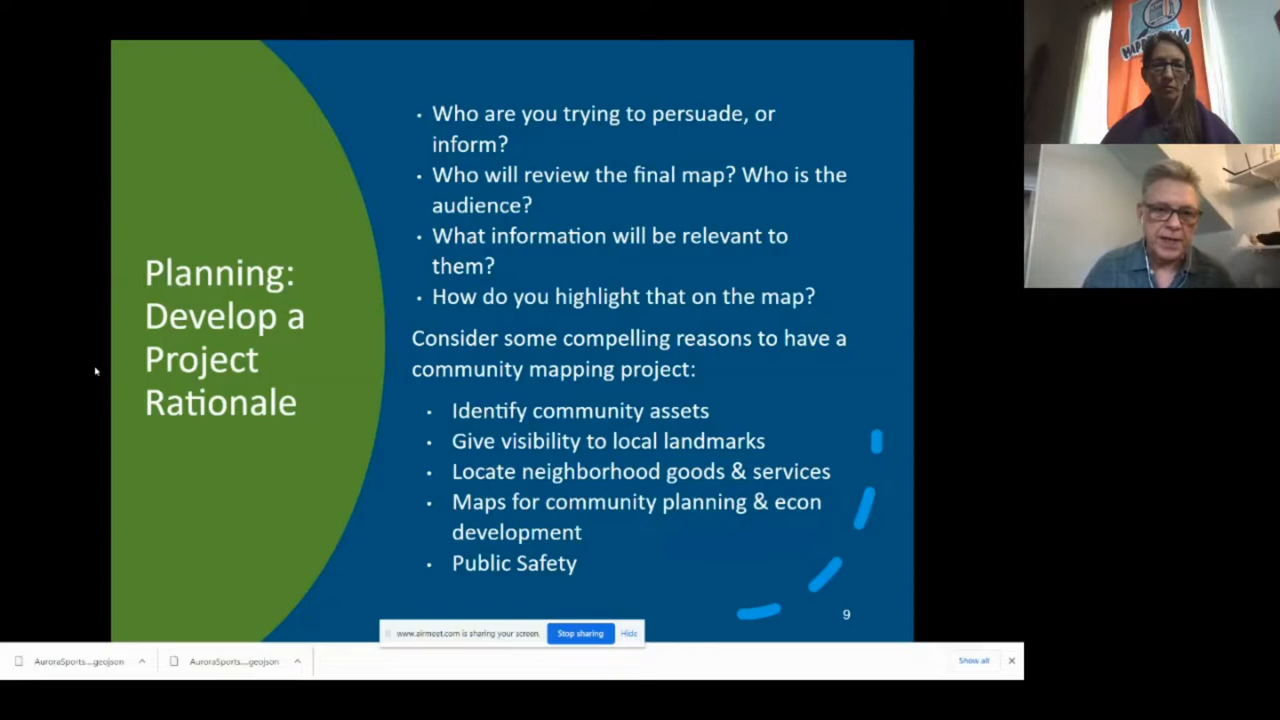 Planning:
Develop a
Project
Rationale
• Who are you trying to persuade, or
inform?
• Who will review the final map? Who is the
audience?
• What information will be relevant to
them?
• How do you highlight that on the map?
Consider some compelling reasons to have a
community mapping project:
• Identify community assets
• Give visibility to local landmarks
• Locate neighborhood goods & services
• Maps for community planning & econ
development
• Public Safety
9
www.airmeet.com is sharing your screen.
Stop sharing
Hide
AuroraSports....geojson
AuroraSports....geojson
Show all